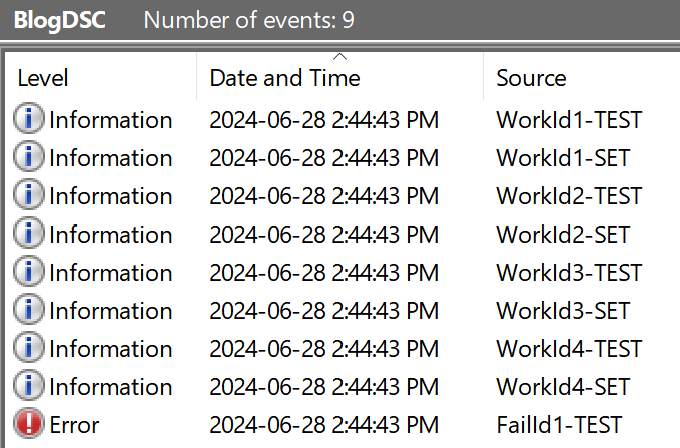 BlogDSC Number of events: 9
Level Date and Time Source
Information 2024-06-28 2:44:43 PM WorkId1-TEST
Information 2024-06-28 2:44:43 PM WorkId1-SET
Information 2024-06-28 2:44:43 PM WorkId2-TEST
Information 2024-06-28 2:44:43 PM WorkId2-SET
Information 2024-06-28 2:44:43 PM WorkId3-TEST
Information 2024-06-28 2:44:43 PM WorkId3-SET
Information 2024-06-28 2:44:43 PM WorkId4-TEST
Information 2024-06-28 2:44:43 PM WorkId4-SET
Error 2024-06-28 2:44:43 PM FailId1-TEST